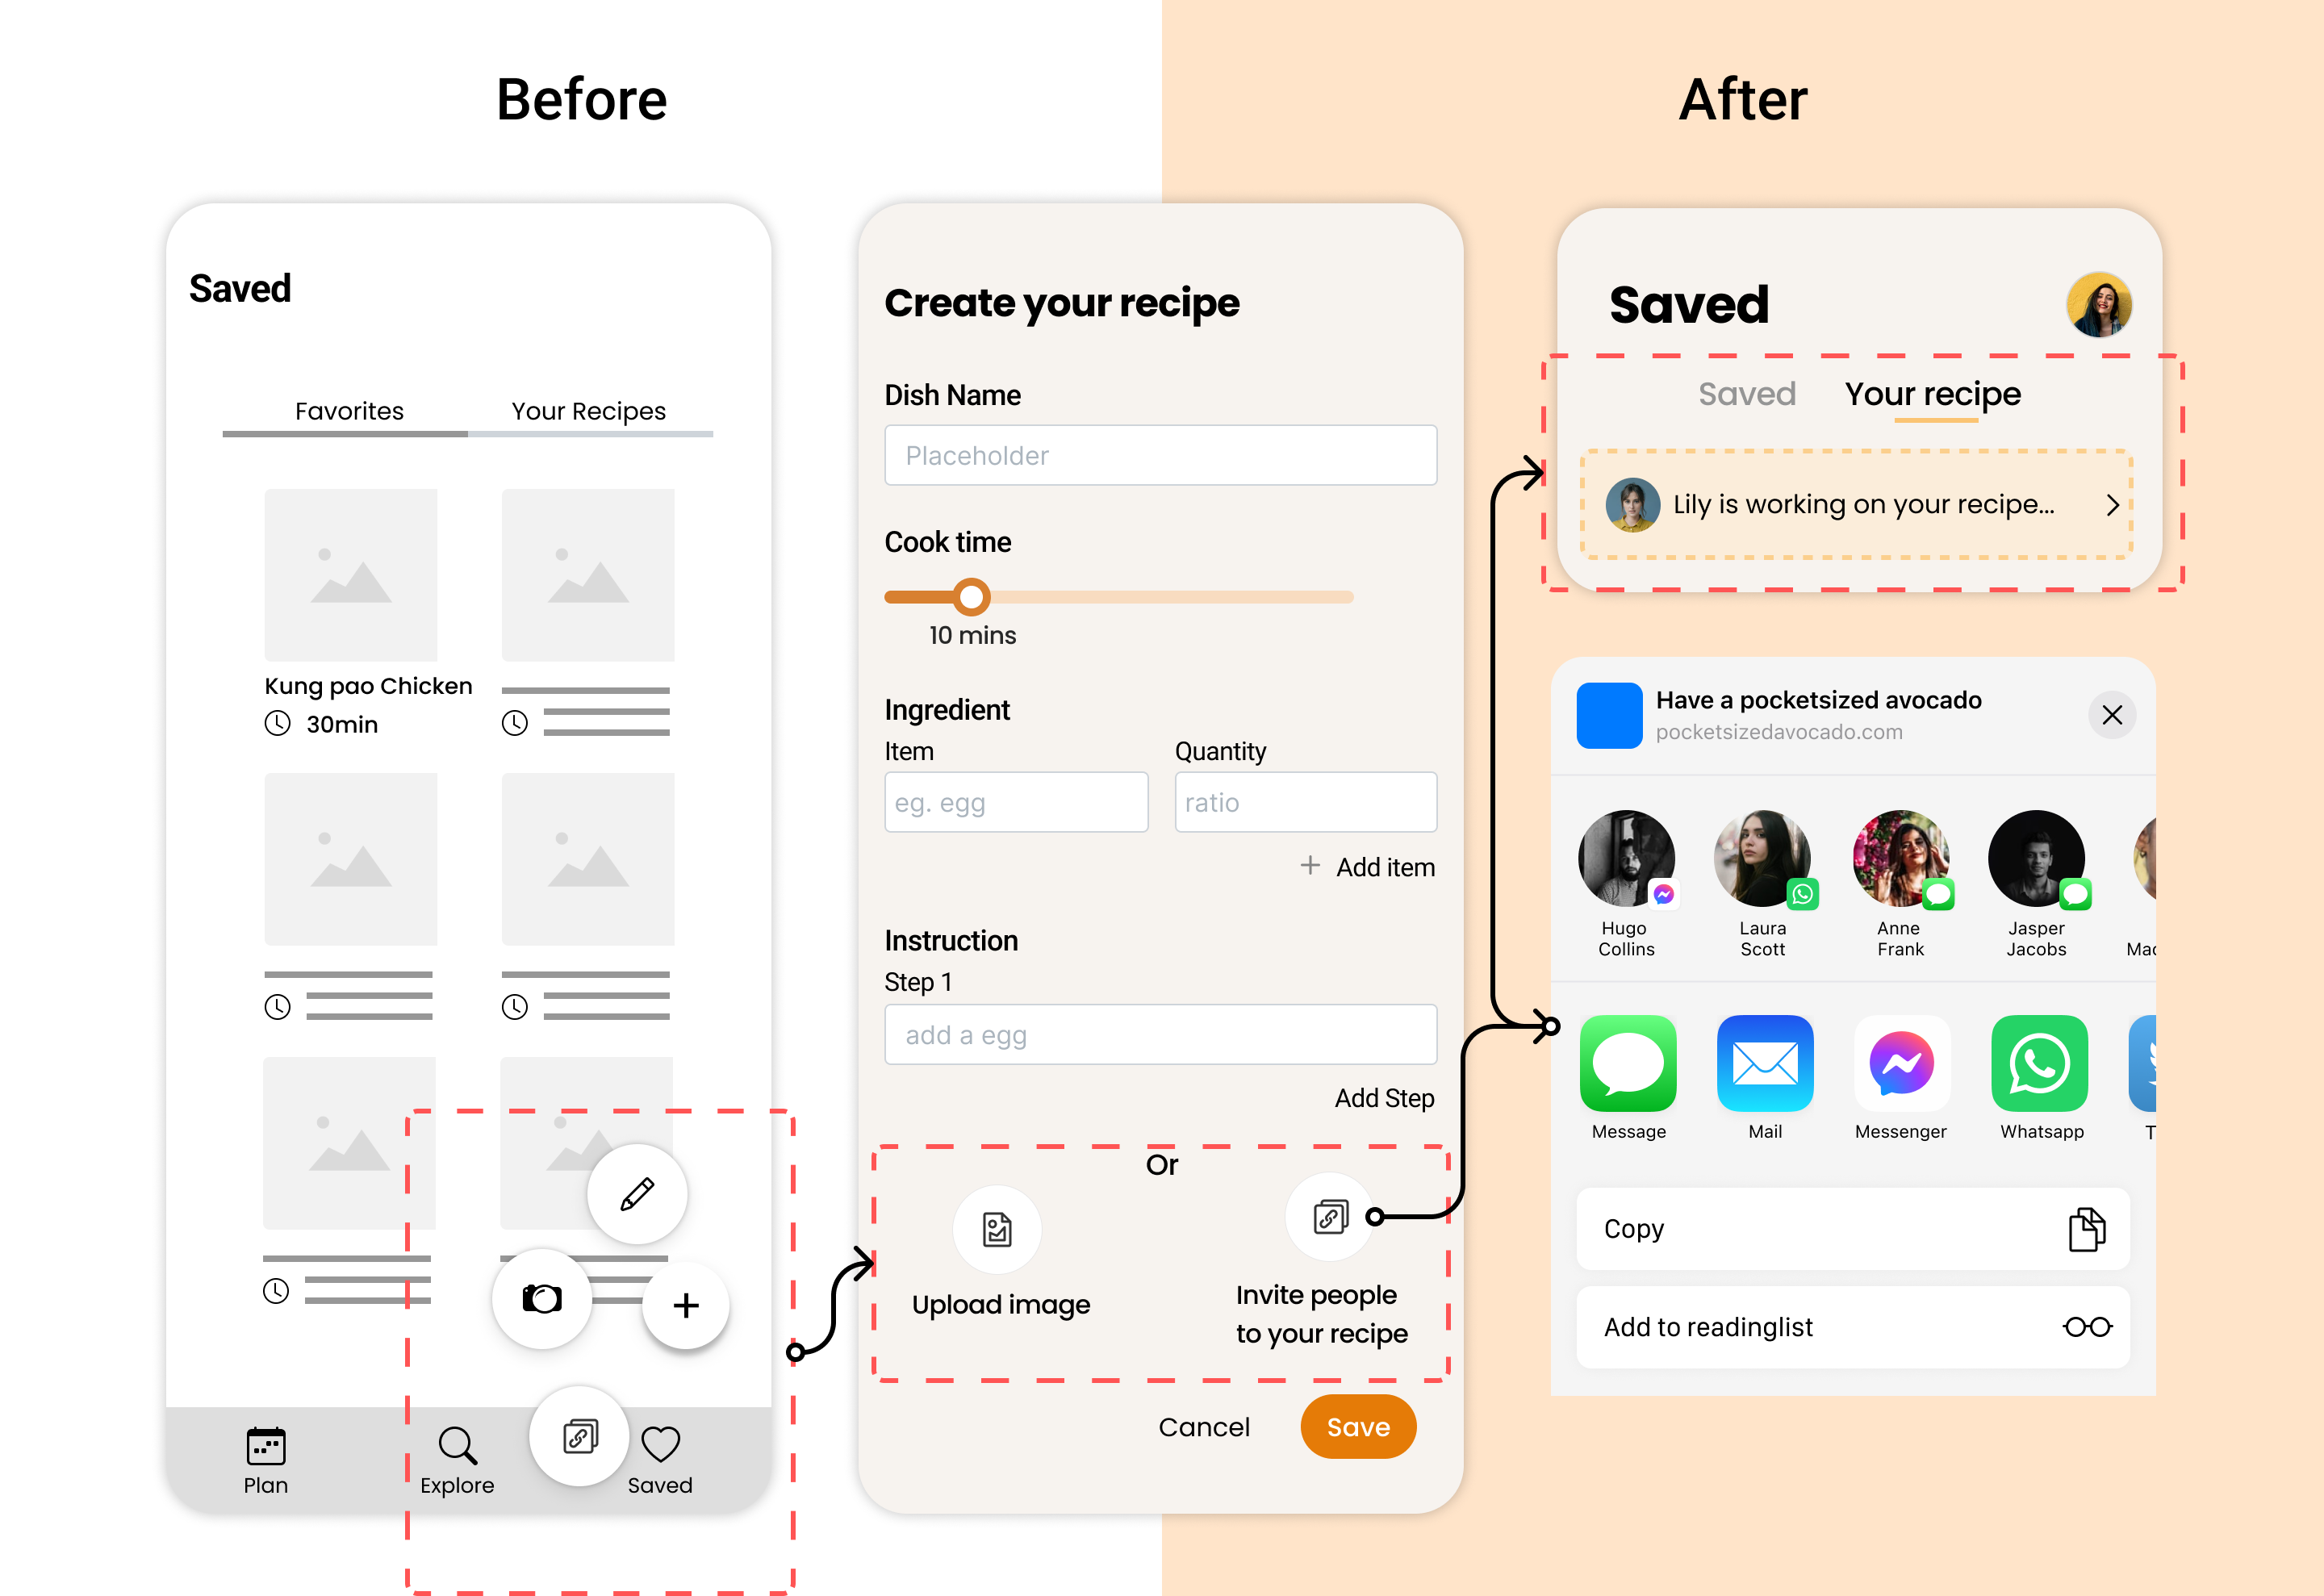 Before
After
Saved
Favorites
Your Recipes
Kung pao Chicken
30min
Plan
Explore
Saved
Create your recipe
Dish Name
Placeholder
Cook time
10 mins
Ingredient
Item
Quantity
eg. egg
ratio
+ Add item
Instruction
Step 1
add a egg
Add Step
Or
Upload image
Invite people
to your recipe
Cancel
Save
Saved
Saved
Your recipe
Lily is working on your recipe...
Have a pocketsized avocado
pocketsizedavocado.com
Hugo
Collins
Laura
Scott
Anne
Frank
Jasper
Jacobs
Message
Mail
Messenger
Whatsapp
Copy
Add to readinglist